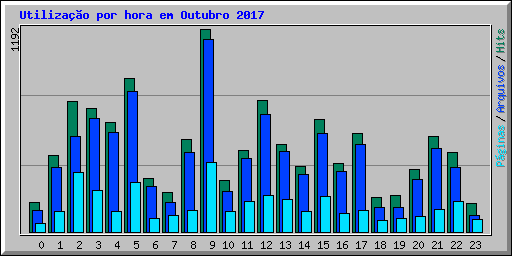 Utilização por hora em Outubro 2017
1192
Páginas / Arquivos / Hits
0 1 2 3 4 5 6 7 8 9 10 11 12 13 14 15 16 17 18 19 20 21 22 23